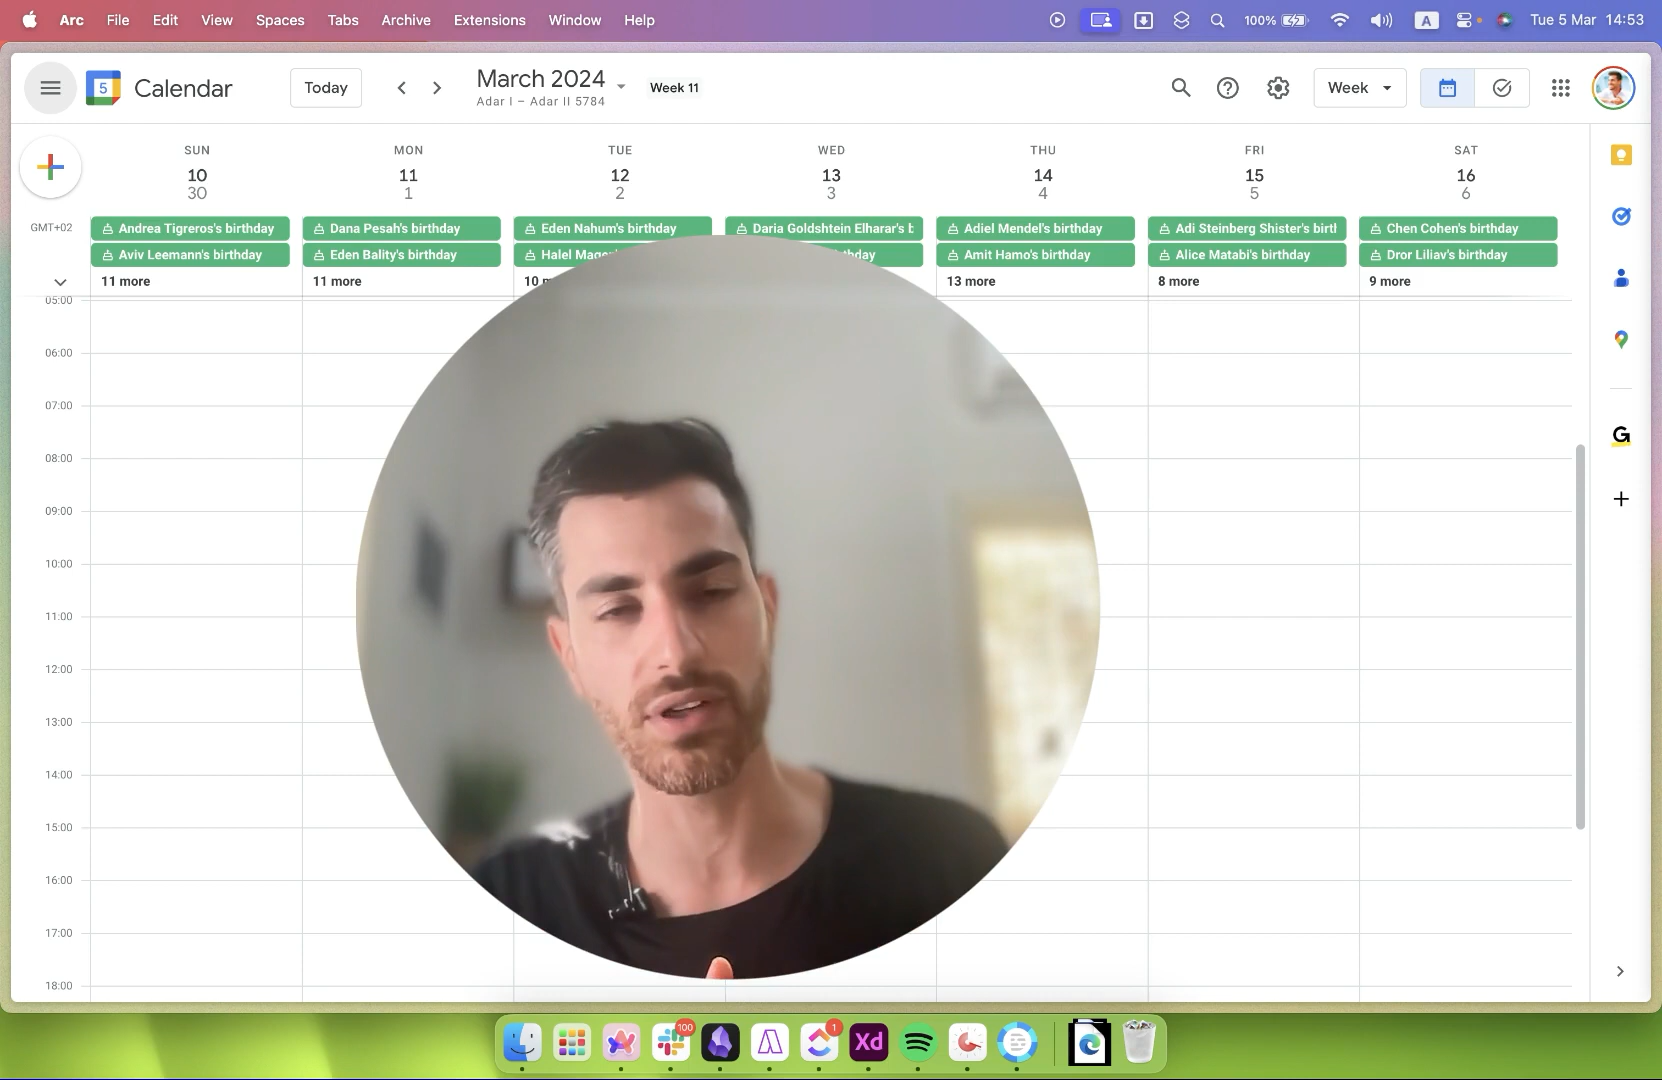 Arc File Edit View Spaces Tabs Archive Extensions Window Help 100% A Tue 5 Mar 14:53
5 Calendar Today March 2024 Week 11 Week
Adar I – Adar II 5784
SUN MON TUE WED THU FRI SAT
10 11 12 13 14 15 16
30 1 2 3 4 5 6
GMT+02 Andrea Tigreros's birthday Dana Pesah's birthday Eden Nahum's birthday Daria Goldshtein Elharar's b Adiel Mendel's birthday Adi Steinberg Shister's birt Chen Cohen's birthday
Aviv Leemann's birthday Eden Bality's birthday Halel Amit Hamo's birthday Alice Matabi's birthday Dror Liliav's birthday
11 more 11 more 10 13 more 8 more 9 more
05:00
06:00
07:00
08:00
09:00
10:00
11:00
12:00
13:00
14:00
15:00
16:00
17:00
18:00
G
100 1 Xd